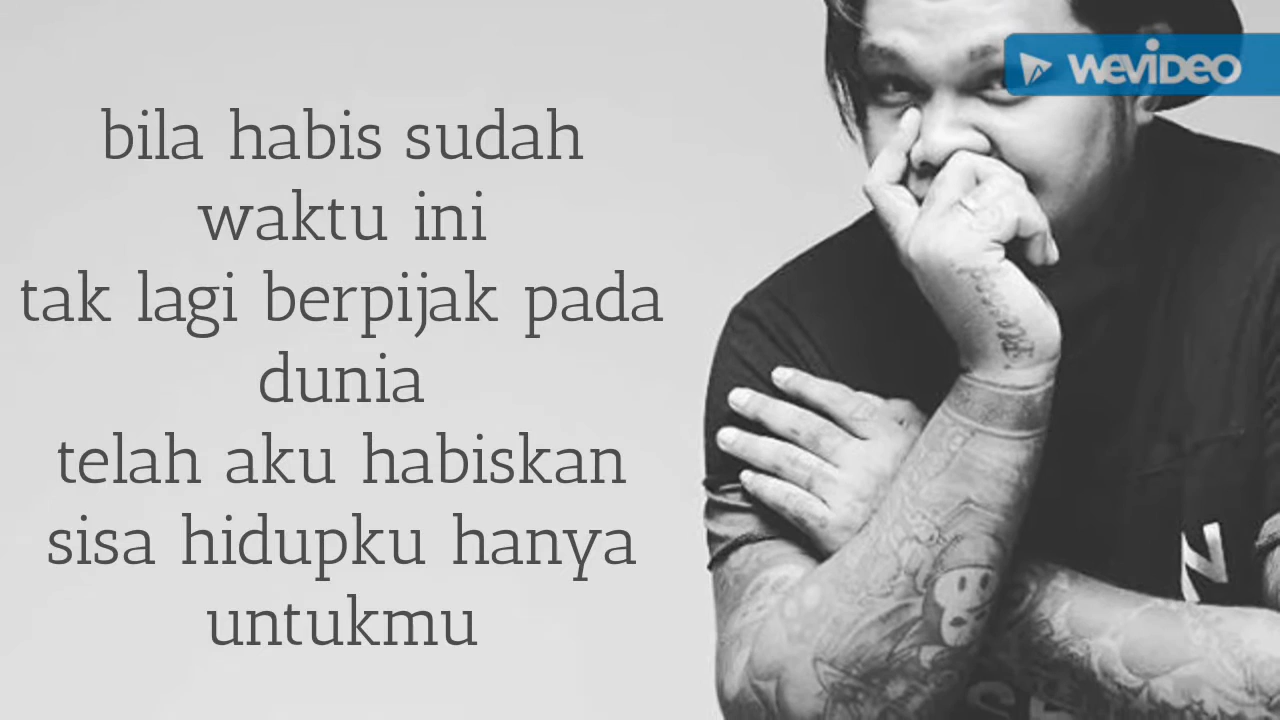 WEVIDEO
bila habis sudah
waktu ini
tak lagi berpijak pada
dunia
telah aku habiskan
sisa hidupku hanya
untukmu
N